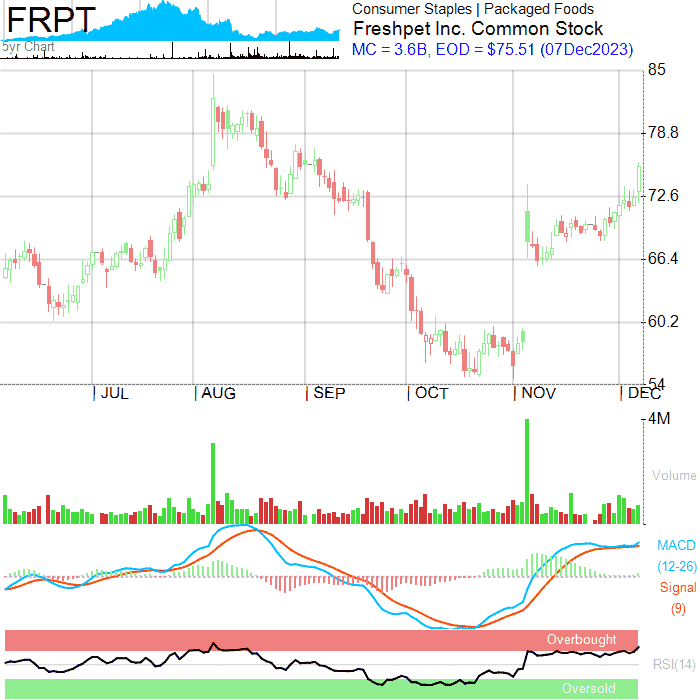 FRPT
5yr Chart
Consumer Staples | Packaged Foods
Freshpet Inc. Common Stock
MC = 3.6B, EOD = $75.51 (07Dec2023)
85
78.8
72.6
66.4
60.2
54
JUL AUG SEP OCT NOV DEC
4M
Volume
MACD
(12-26)
Signal
(9)
Overbought
RSI(14)
Oversold